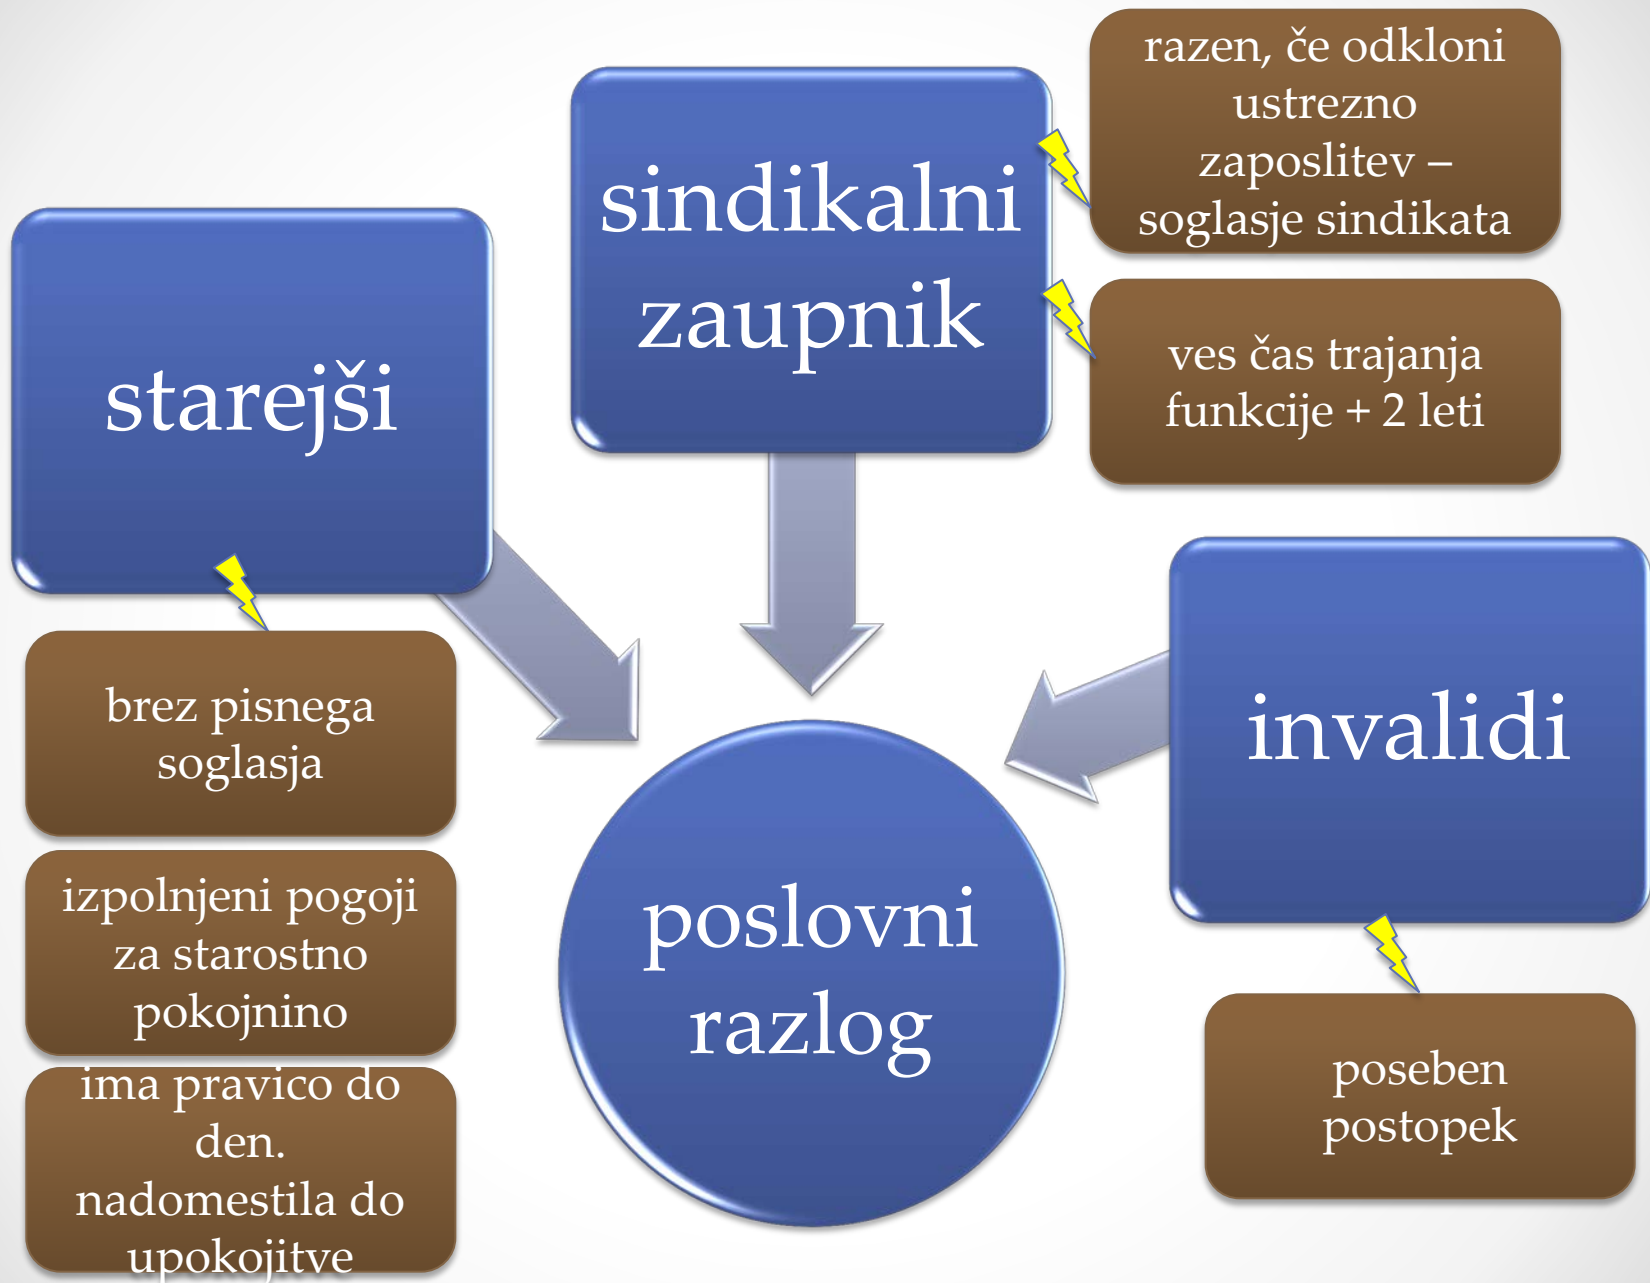 starejši
brez pisnega
soglasja
izpolnjeni pogoji
za starostno
pokojnino
ima pravico do
den.
nadomestila do
upokojitve
sindikalni
zaupnik
razen, če odkloni
ustrezno
zaposlitev –
soglasje sindikata
ves čas trajanja
funkcije + 2 leti
invalidi
poseben
postopek
poslovni
razlog